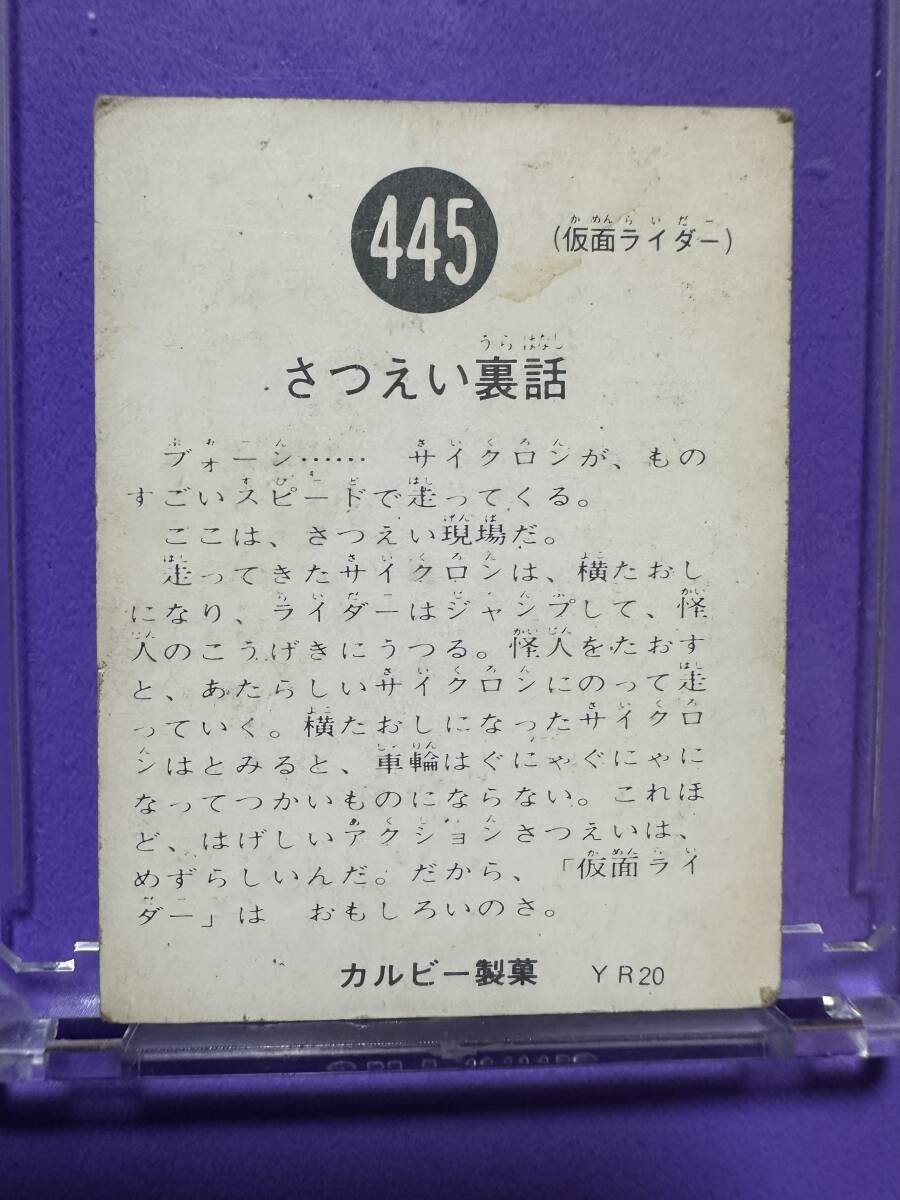 445
(仮面ライダー)
さつえい裏話
ブォーン…… サイクロンが、もの
すごいスピードで走ってくる。
ここは、さつえい現場だ。
走ってきたサイクロンは、横たおし
になり、ライダーはジャンプして、怪
人のこうげきにうつる。怪人をたおす
と、あたらしいサイクロンにのって走
っていく。横たおしになったサイクロ
ンはとみると、車輪はぐにゃぐにゃに
なってつかいものにならない。これほ
ど、はげしいアクションさつえいは、
めずらしいんだ。だから、「仮面ライ
ダー」は おもしろいのさ。
カルビー製菓 YR20